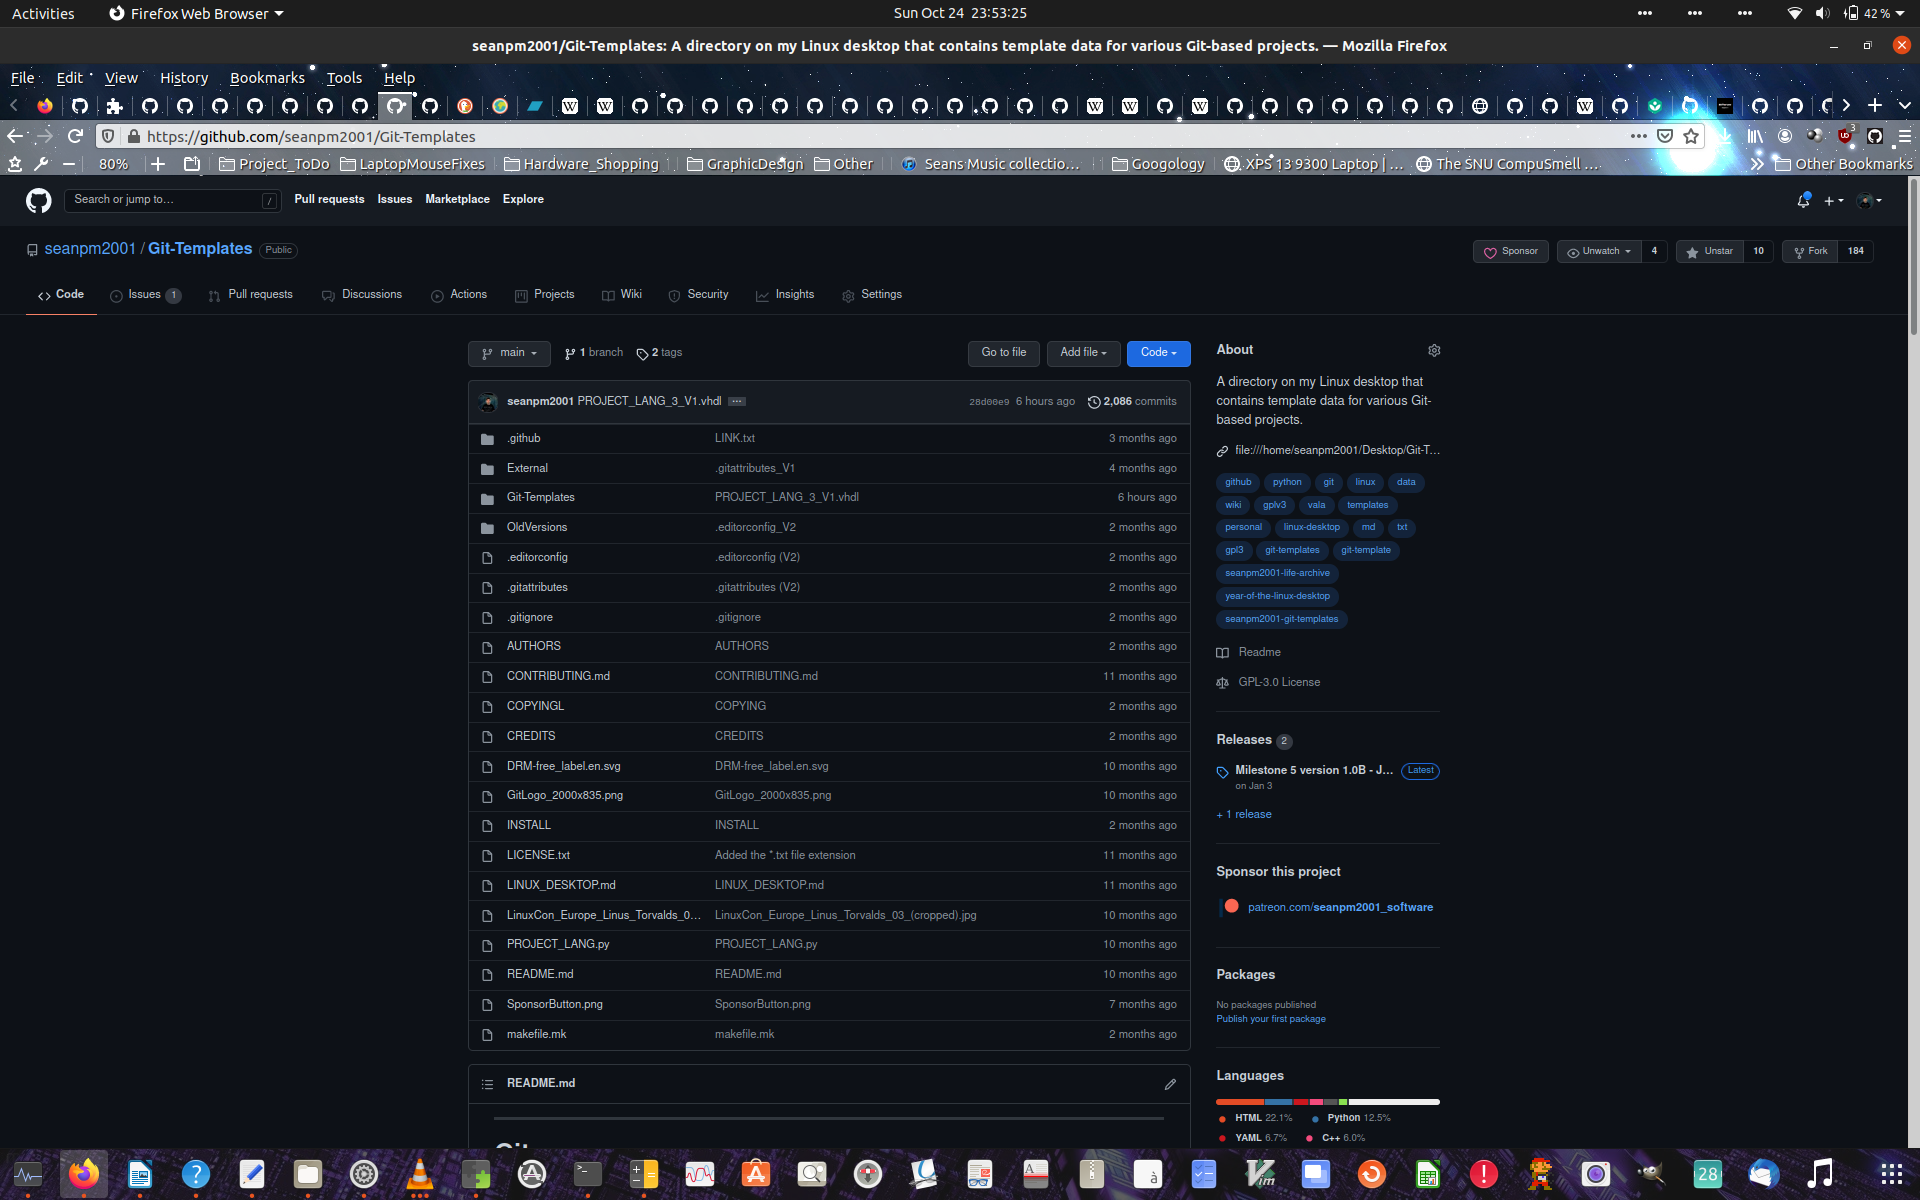 Activities Firefox Web Browser Sun Oct 24 23:53:25 42 %
seanpm2001/Git-Templates: A directory on my Linux desktop that contains template data for various Git-based projects. — Mozilla Firefox
File Edit View History Bookmarks Tools Help
https://github.com/seanpm2001/Git-Templates 3
80% Project_ToDo LaptopMouseFixes Hardware_Shopping GraphicDesign Other Seans Music collectio… Googology XPS 13 9300 Laptop | … The SNU CompuSmell … Other Bookmarks
Search or jump to… / Pull requests Issues Marketplace Explore
seanpm2001 / Git-Templates Public Sponsor Unwatch 4 Unstar 10 Fork 184
Code Issues 1 Pull requests Discussions Actions Projects Wiki Security Insights Settings
main 1 branch 2 tags Go to file Add file Code
seanpm2001 PROJECT_LANG_3_V1.vhdl … 28d00e9 6 hours ago 2,086 commits
.github LINK.txt 3 months ago
External .gitattributes_V1 4 months ago
Git-Templates PROJECT_LANG_3_V1.vhdl 6 hours ago
OldVersions .editorconfig_V2 2 months ago
.editorconfig .editorconfig (V2) 2 months ago
.gitattributes .gitattributes (V2) 2 months ago
.gitignore .gitignore 2 months ago
AUTHORS AUTHORS 2 months ago
CONTRIBUTING.md CONTRIBUTING.md 11 months ago
COPYINGL COPYING 2 months ago
CREDITS CREDITS 2 months ago
DRM-free_label.en.svg DRM-free_label.en.svg 10 months ago
GitLogo_2000x835.png GitLogo_2000x835.png 10 months ago
INSTALL INSTALL 2 months ago
LICENSE.txt Added the *.txt file extension 11 months ago
LINUX_DESKTOP.md LINUX_DESKTOP.md 11 months ago
LinuxCon_Europe_Linus_Torvalds_0… LinuxCon_Europe_Linus_Torvalds_03_(cropped).jpg 10 months ago
PROJECT_LANG.py PROJECT_LANG.py 10 months ago
README.md README.md 10 months ago
SponsorButton.png SponsorButton.png 7 months ago
makefile.mk makefile.mk 2 months ago
README.md
About
A directory on my Linux desktop that
contains template data for various Git-
based projects.
file:///home/seanpm2001/Desktop/Git-T…
github python git linux data
wiki gplv3 vala templates
personal linux-desktop md txt
gpl3 git-templates git-template
seanpm2001-life-archive
year-of-the-linux-desktop
seanpm2001-git-templates
Readme
GPL-3.0 License
Releases 2
Milestone 5 version 1.0B - J… Latest
on Jan 3
+ 1 release
Sponsor this project
patreon.com/seanpm2001_software
Packages
No packages published
Publish your first package
Languages
HTML 22.1% Python 12.5%
YAML 6.7% C++ 6.0%
28